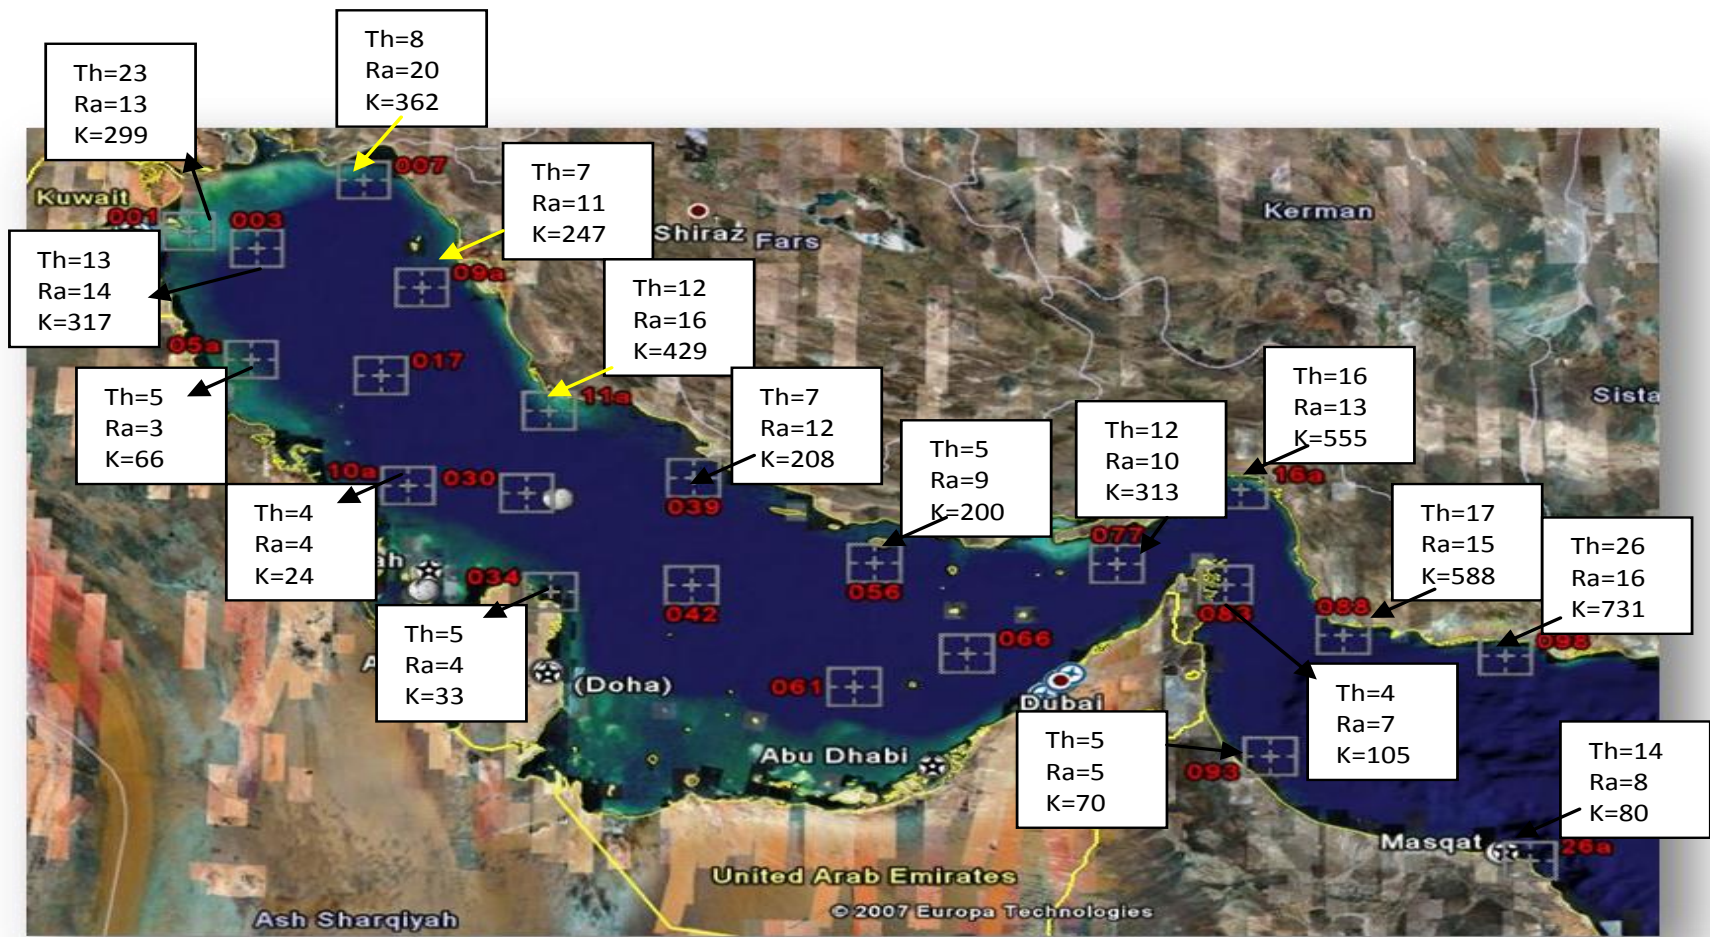 Th=8
Ra=20
K=362
Th=23
Ra=13
K=299
007
Th=7
Ra=11
K=247
Kuwait
001
003
Shiraz
Fars
Kerman
Th=13
Ra=14
K=317
09a
Th=12
Ra=16
K=429
05a
017
Th=5
Ra=3
K=66
11a
Th=7
Ra=12
K=208
Th=16
Ra=13
K=555
Sista
Th=12
Ra=10
K=313
Th=5
Ra=9
K=200
10a
030
039
16a
Th=4
Ra=4
K=24
Th=17
Ra=15
K=588
Th=26
Ra=16
K=731
077
ah
034
042
056
083
088
098
Th=5
Ra=4
K=33
066
A
(Doha)
061
Dubai
Th=4
Ra=7
K=105
Th=5
Ra=5
K=70
Abu Dhabi
093
Th=14
Ra=8
K=80
Masqat
26a
United Arab Emirates
Ash Sharqiyah
© 2007 Europa Technologies